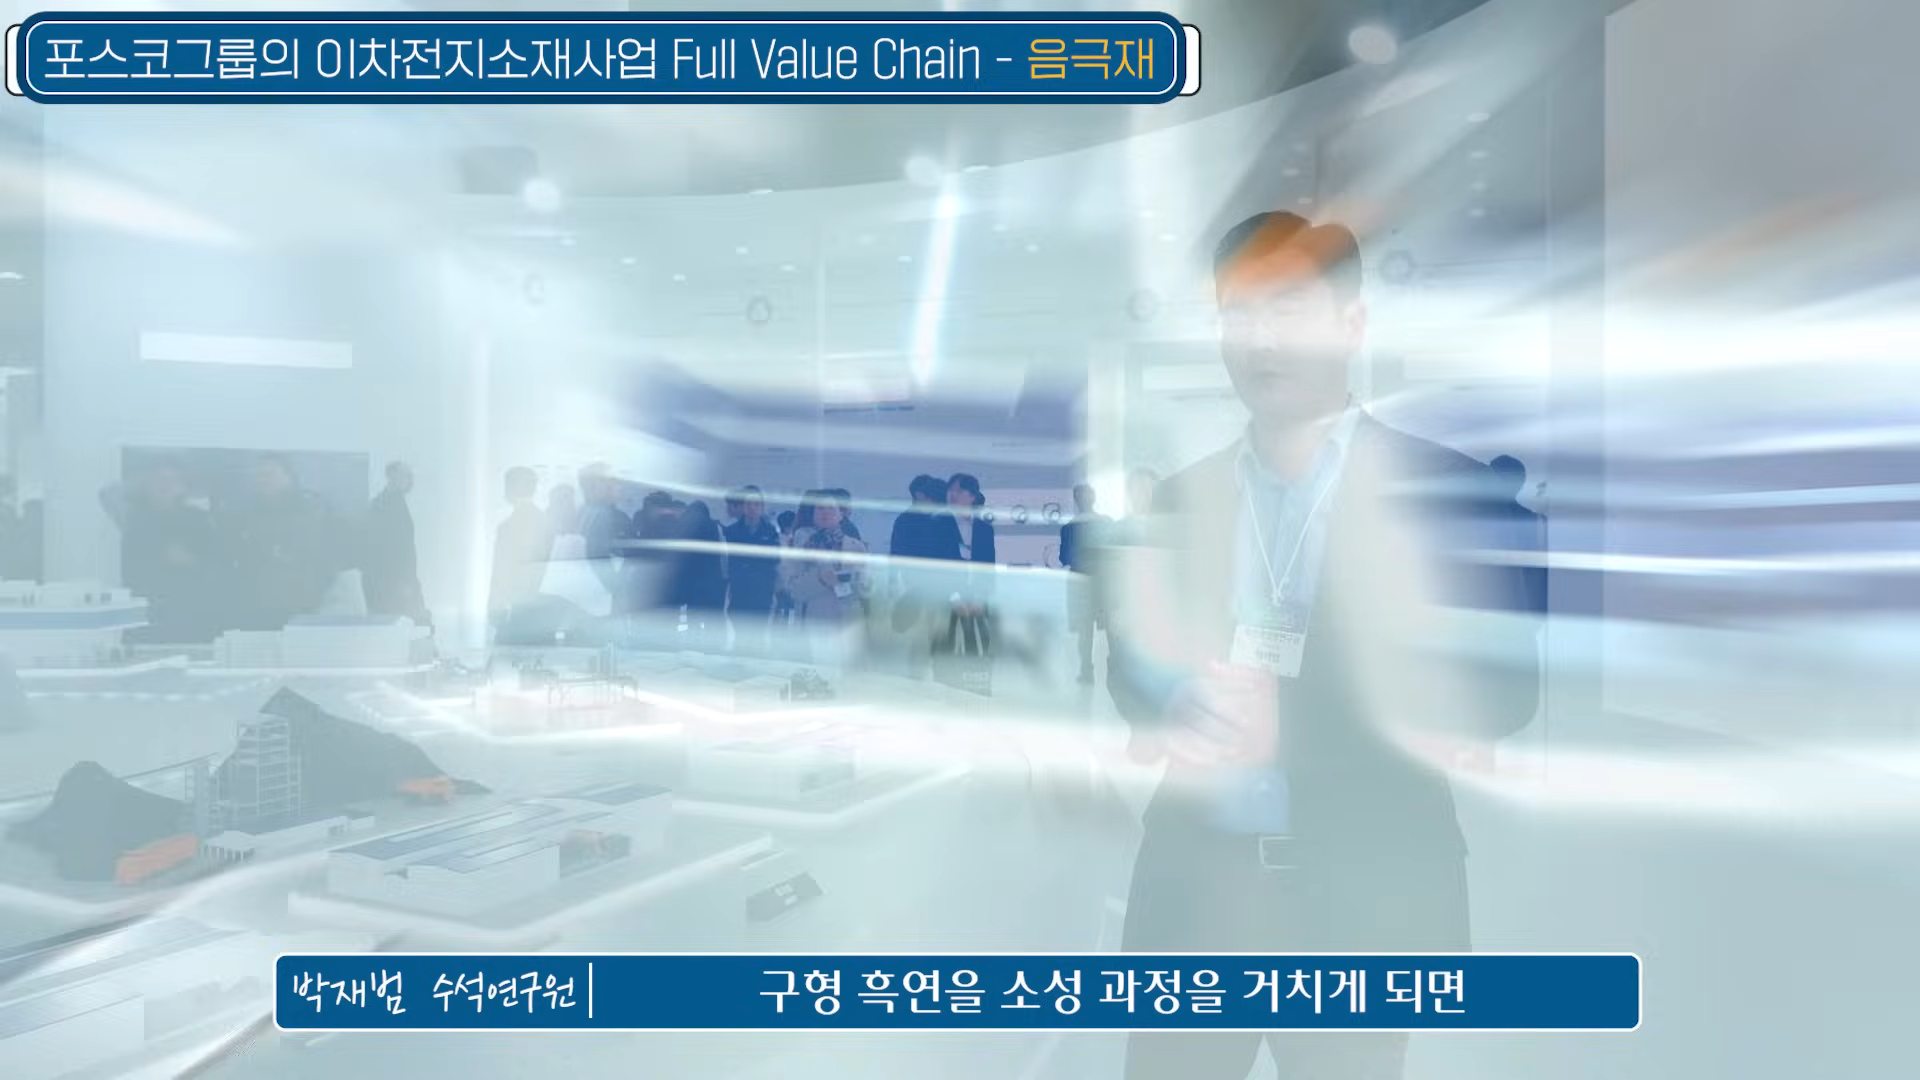 포스코그룹의 이차전지소재사업 Full Value Chain - 음극재
박재범 수석연구원
구형 흑연을 소성 과정을 거치게 되면